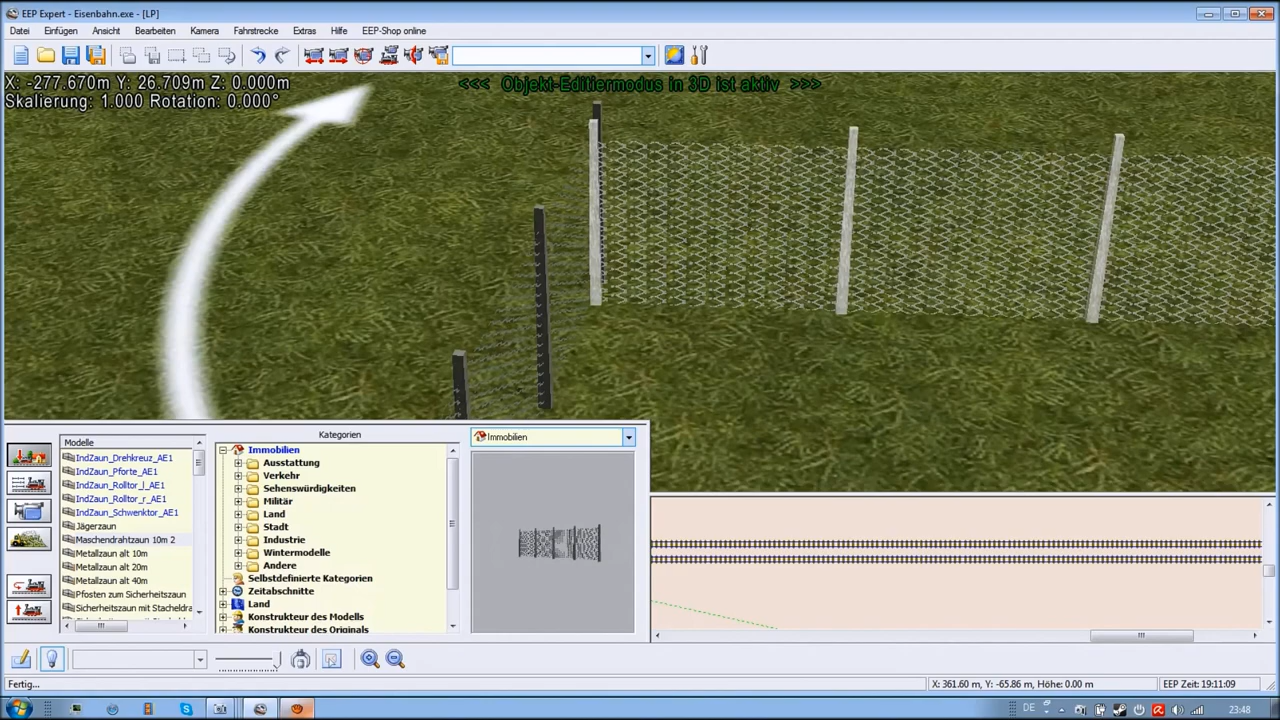 EEP Expert - Eisenbahn.exe - [LP]
Datei Einfügen Ansicht Bearbeiten Kamera Fahrstrecke Extras Hilfe EEP-Shop online
X: -277.670m Y: 26.709m Z: 0.000m
<<< Objekt-Editiermodus in 3D ist aktiv >>>
Skalierung: 1.000 Rotation: 0.000°
Modelle
IndZaun_Drehkreuz_AE1
IndZaun_Pforte_AE1
IndZaun_Rolltor_l_AE1
IndZaun_Rolltor_r_AE1
IndZaun_Schwenktor_AE1
Jägerzaun
Maschendrahtzaun 10m 2
Metallzaun alt 10m
Metallzaun alt 20m
Metallzaun alt 40m
Pfosten zum Sicherheitszaun
Sicherheitszaun mit Stacheldra
Kategorien
Immobilien
Ausstattung
Verkehr
Sehenswürdigkeiten
Militär
Land
Stadt
Industrie
Wintermodelle
Andere
Selbstdefinierte Kategorien
Zeitabschnitte
Land
Konstrukteur des Modells
Konstrukteur des Originals
Immobilien
Fertig...
X: 361.60 m, Y: -65.86 m, Höhe: 0.00 m
EEP Zeit: 19:11:09
DE
23:48